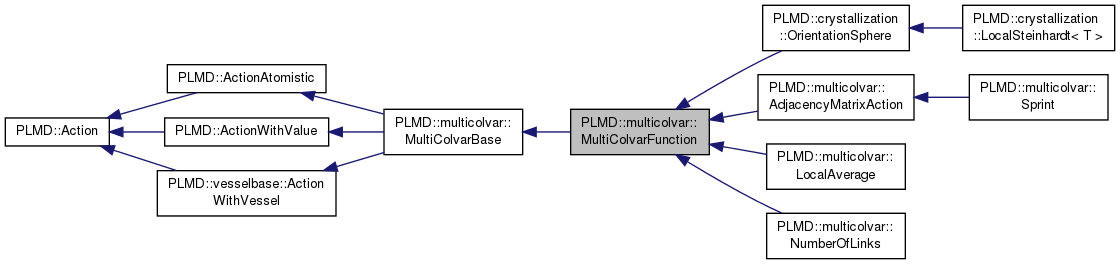 PLMD::Action
PLMD::ActionAtomistic
PLMD::ActionWithValue
PLMD::vesselbase::Action
WithVessel
PLMD::multicolvar::
MultiColvarBase
PLMD::multicolvar::
MultiColvarFunction
PLMD::crystallization
::OrientationSphere
PLMD::crystallization
::LocalSteinhardt< T >
PLMD::multicolvar::
AdjacencyMatrixAction
PLMD::multicolvar::
Sprint
PLMD::multicolvar::
LocalAverage
PLMD::multicolvar::
NumberOfLinks